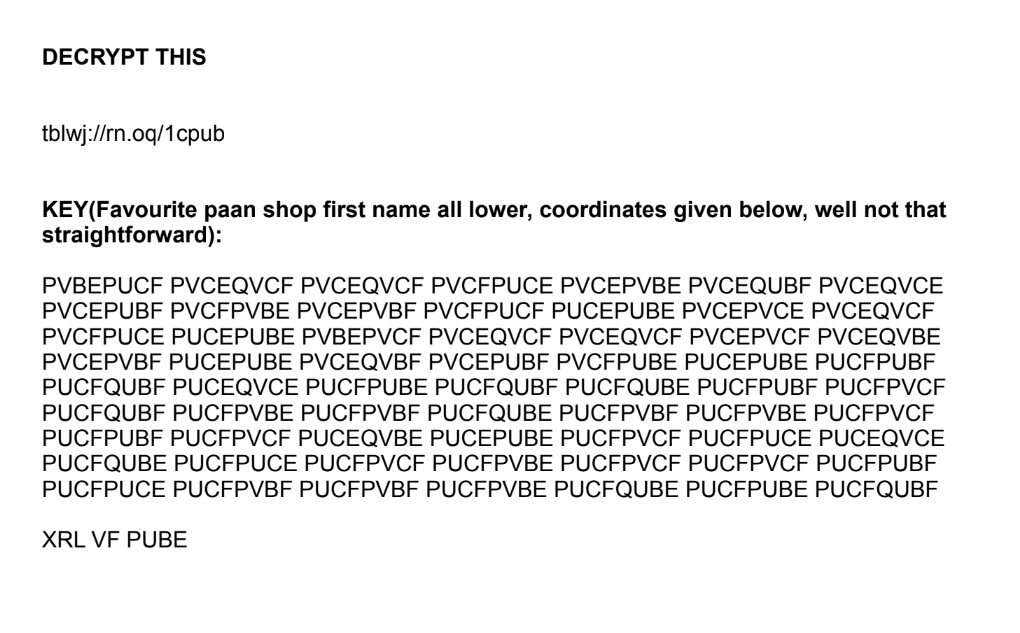 DECRYPT THIS
tblwj://rn.oq/1cpub
KEY(Favourite paan shop first name all lower, coordinates given below, well not that
straightforward):
PVBEPUCF PVCEQVCF PVCEQVCF PVCFPUCE PVCEPVBE PVCEQUBF PVCEQVCE
PVCEPUBF PVCFPVBE PVCEPVBF PVCFPUCF PUCEPUBE PVCEPVCE PVCEQVCF
PVCFPUCE PUCEPUBE PVBEPVCF PVCEQVCF PVCEQVCF PVCEPVCF PVCEQVBE
PVCEPVBF PUCEPUBE PVCEQVBF PVCEPUBF PVCFPUBE PUCEPUBE PUCFPUBF
PUCFQUBF PUCEQVCE PUCFPUBE PUCFQUBF PUCFQUBE PUCFPUBF PUCFPVCF
PUCFQUBF PUCFPVBE PUCFPVBF PUCFQUBE PUCFPVBF PUCFPVBE PUCFPVCF
PUCFPUBF PUCFPVCF PUCEQVBE PUCEPUBE PUCFPVCF PUCFPUCE PUCEQVCE
PUCFQUBE PUCFPUCE PUCFPVCF PUCFPVBE PUCFPVCF PUCFPVCF PUCFPUBF
PUCFPUCE PUCFPVBF PUCFPVBF PUCFPVBE PUCFQUBE PUCFPUBE PUCFQUBF
XRL VF PUBE